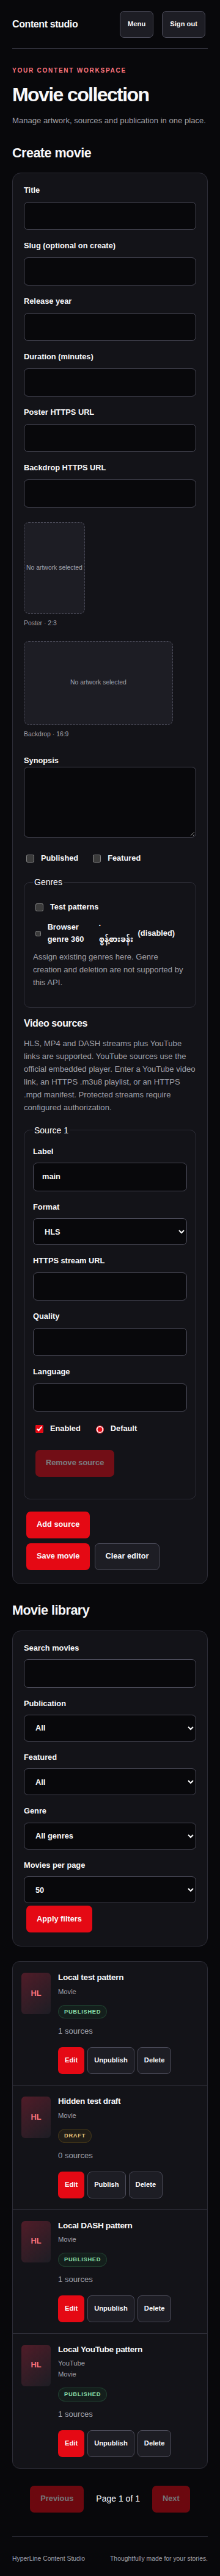 Content studio
Menu
Sign out
YOUR CONTENT WORKSPACE
Movie collection
Manage artwork, sources and publication in one place.
Create movie
Title
Slug (optional on create)
Release year
Duration (minutes)
Poster HTTPS URL
Backdrop HTTPS URL
No artwork selected
Poster · 2:3
No artwork selected
Backdrop · 16:9
Synopsis
Published
Featured
Genres
Test patterns
Browser genre 360 - စွန့်စားခန်း (disabled)
Assign existing genres here. Genre
creation and deletion are not supported by
this API.
Video sources
HLS, MP4 and DASH streams plus YouTube
links are supported. YouTube sources use the
official embedded player. Enter a YouTube video
link, an HTTPS .m3u8 playlist, or an HTTPS
.mpd manifest. Protected streams require
configured authorization.
Source 1
Label
main
Format
HLS
HTTPS stream URL
Quality
Language
Enabled
Default
Remove source
Add source
Save movie
Clear editor
Movie library
Search movies
Publication
All
Featured
All
Genre
All genres
Movies per page
50
Apply filters
HL
Local test pattern
Movie
PUBLISHED
1 sources
Edit
Unpublish
Delete
HL
Hidden test draft
Movie
DRAFT
0 sources
Edit
Publish
Delete
HL
Local DASH pattern
Movie
PUBLISHED
1 sources
Edit
Unpublish
Delete
HL
Local YouTube pattern
YouTube
Movie
PUBLISHED
1 sources
Edit
Unpublish
Delete
Previous
Page 1 of 1
Next
HyperLine Content Studio
Thoughtfully made for your stories.